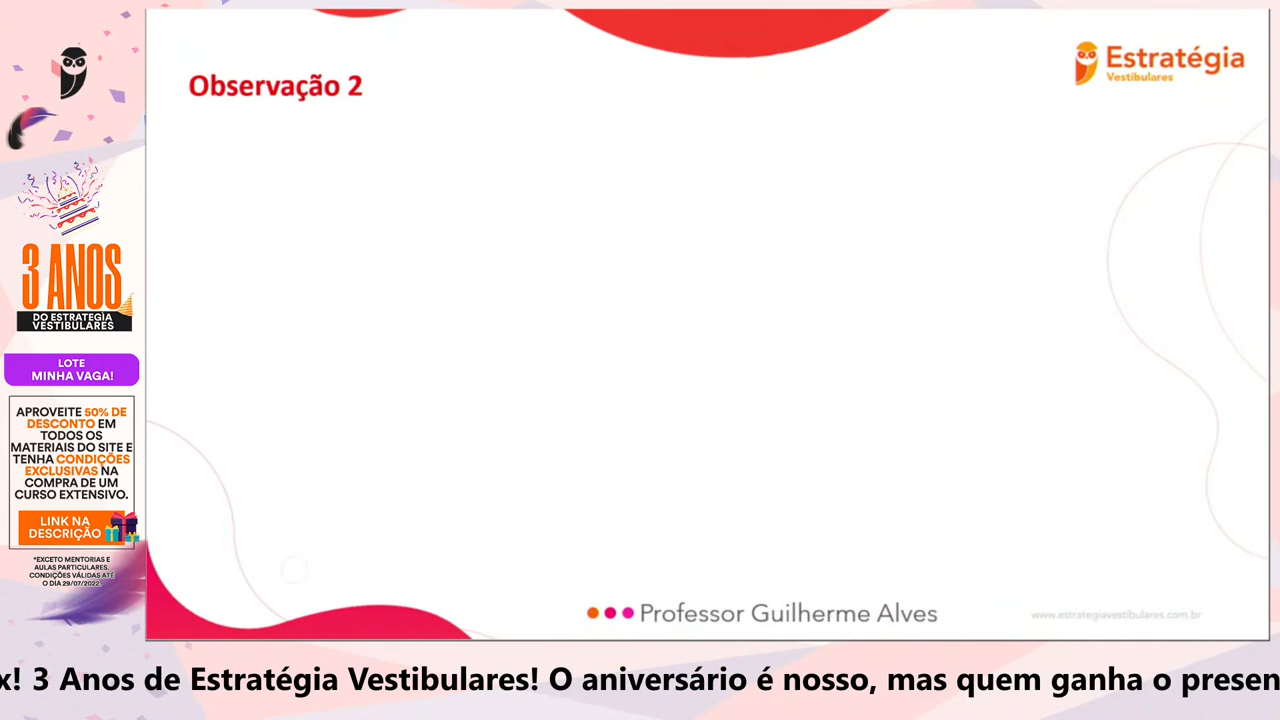 Observação 2
Estratégia
Vestibulares
3 ANOS
DO ESTRATEGIA
VESTIBULARES
LOTE
MINHA VAGA!
APROVEITE 50% DE
DESCONTO EM
TODOS OS
MATERIAIS DO SITE E
TENHA CONDIÇÕES
EXCLUSIVAS NA
COMPRA DE UM
CURSO EXTENSIVO.
LINK NA
DESCRIÇÃO
*EXCETO MENTORIAS E
AULAS PARTICULARES.
CONDIÇÕES VÁLIDAS ATÉ
O DIA 29/07/2022.
Professor Guilherme Alves
www.estrategiavestibulares.com.br
x! 3 Anos de Estratégia Vestibulares! O aniversário é nosso, mas quem ganha o presen